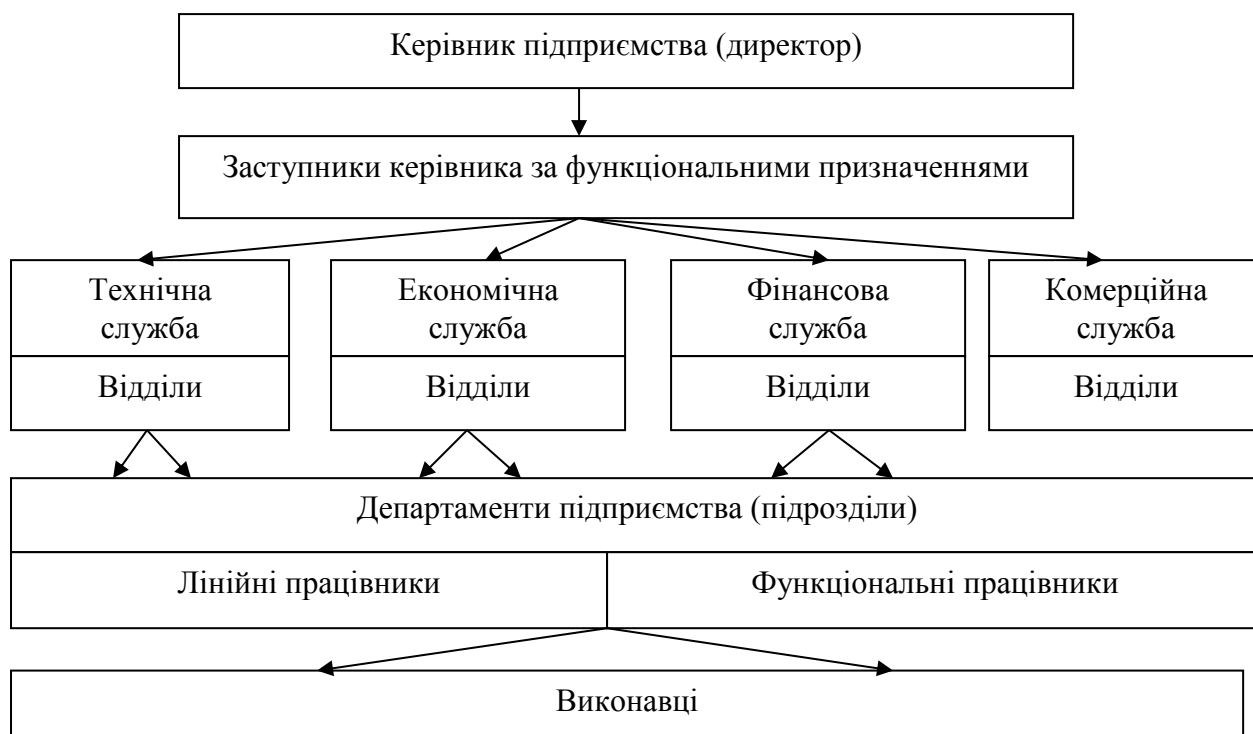 Керівник підприємства (директор)
Заступники керівника за функціональними призначеннями
Технічна
служба
Економічна
служба
Фінансова
служба
Комерційна
служба
Відділи
Відділи
Відділи
Відділи
Департаменти підприємства (підрозділи)
Лінійні працівники
Функціональні працівники
Виконавці